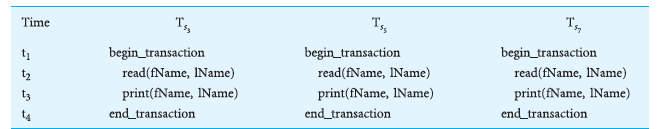 Time T_{s_3} T_{s_5} T_{s_7}
t_1 begin_transaction begin_transaction begin_transaction
t_2 read(fName, lName) read(fName, lName) read(fName, lName)
t_3 print(fName, lName) print(fName, lName) print(fName, lName)
t_4 end_transaction end_transaction end_transaction